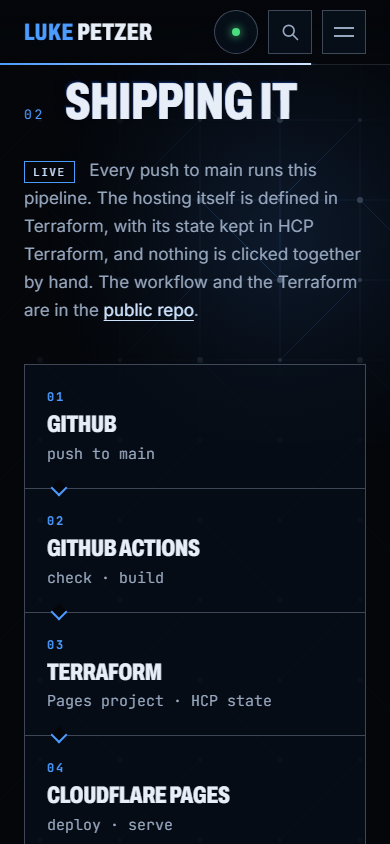 LUKE PETZER
02 SHIPPING IT
LIVE Every push to main runs this
pipeline. The hosting itself is defined in
Terraform, with its state kept in HCP
Terraform, and nothing is clicked together
by hand. The workflow and the Terraform
are in the public repo.
01
GITHUB
push to main
02
GITHUB ACTIONS
check · build
03
TERRAFORM
Pages project · HCP state
04
CLOUDFLARE PAGES
deploy · serve